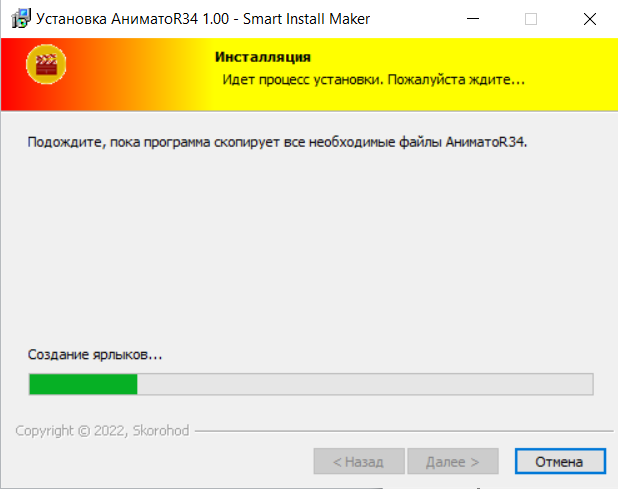 Установка АниматоR34 1.00 - Smart Install Maker
Инсталляция
Идет процесс установки. Пожалуйста ждите...
Подождите, пока программа скопирует все необходимые файлы АниматоR34.
Создание ярлыков...
Copyright © 2022, Skorohod
< Назад
Далее >
Отмена